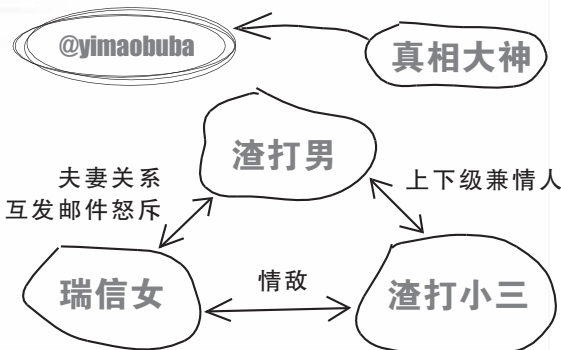 @yimaobuba
真相大神
渣打男
夫妻关系
互发邮件怒斥
上下级兼情人
瑞信女
情敌
渣打小三